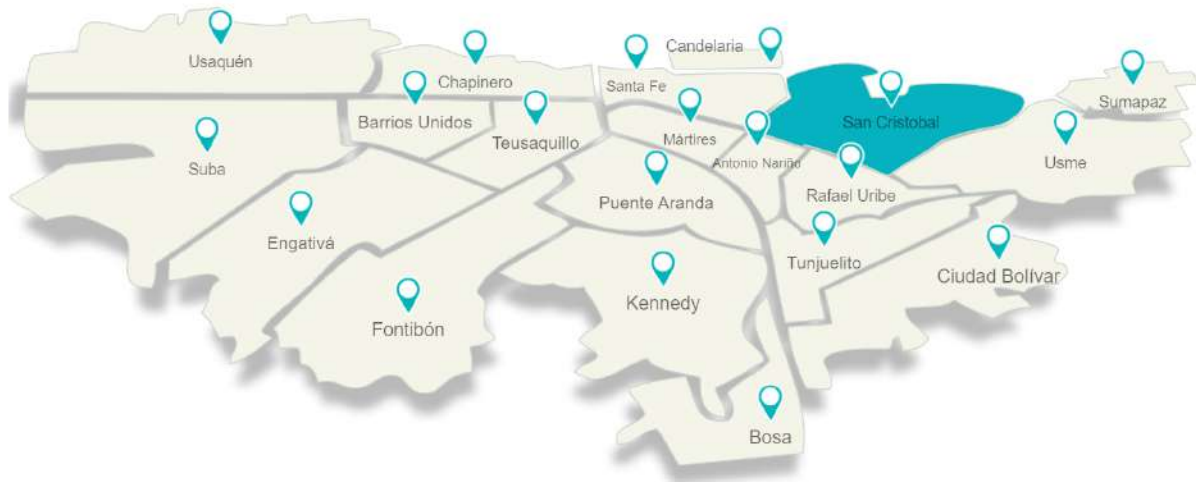 Usaquén
Chapinero
Santa Fe
Candelaria
Sumapaz
Barrios Unidos
Teusaquillo
Mártires
San Cristobal
Suba
Antonio Nariño
Usme
Puente Aranda
Rafael Uribe
Engativá
Tunjuelito
Ciudad Bolívar
Fontibón
Kennedy
Bosa